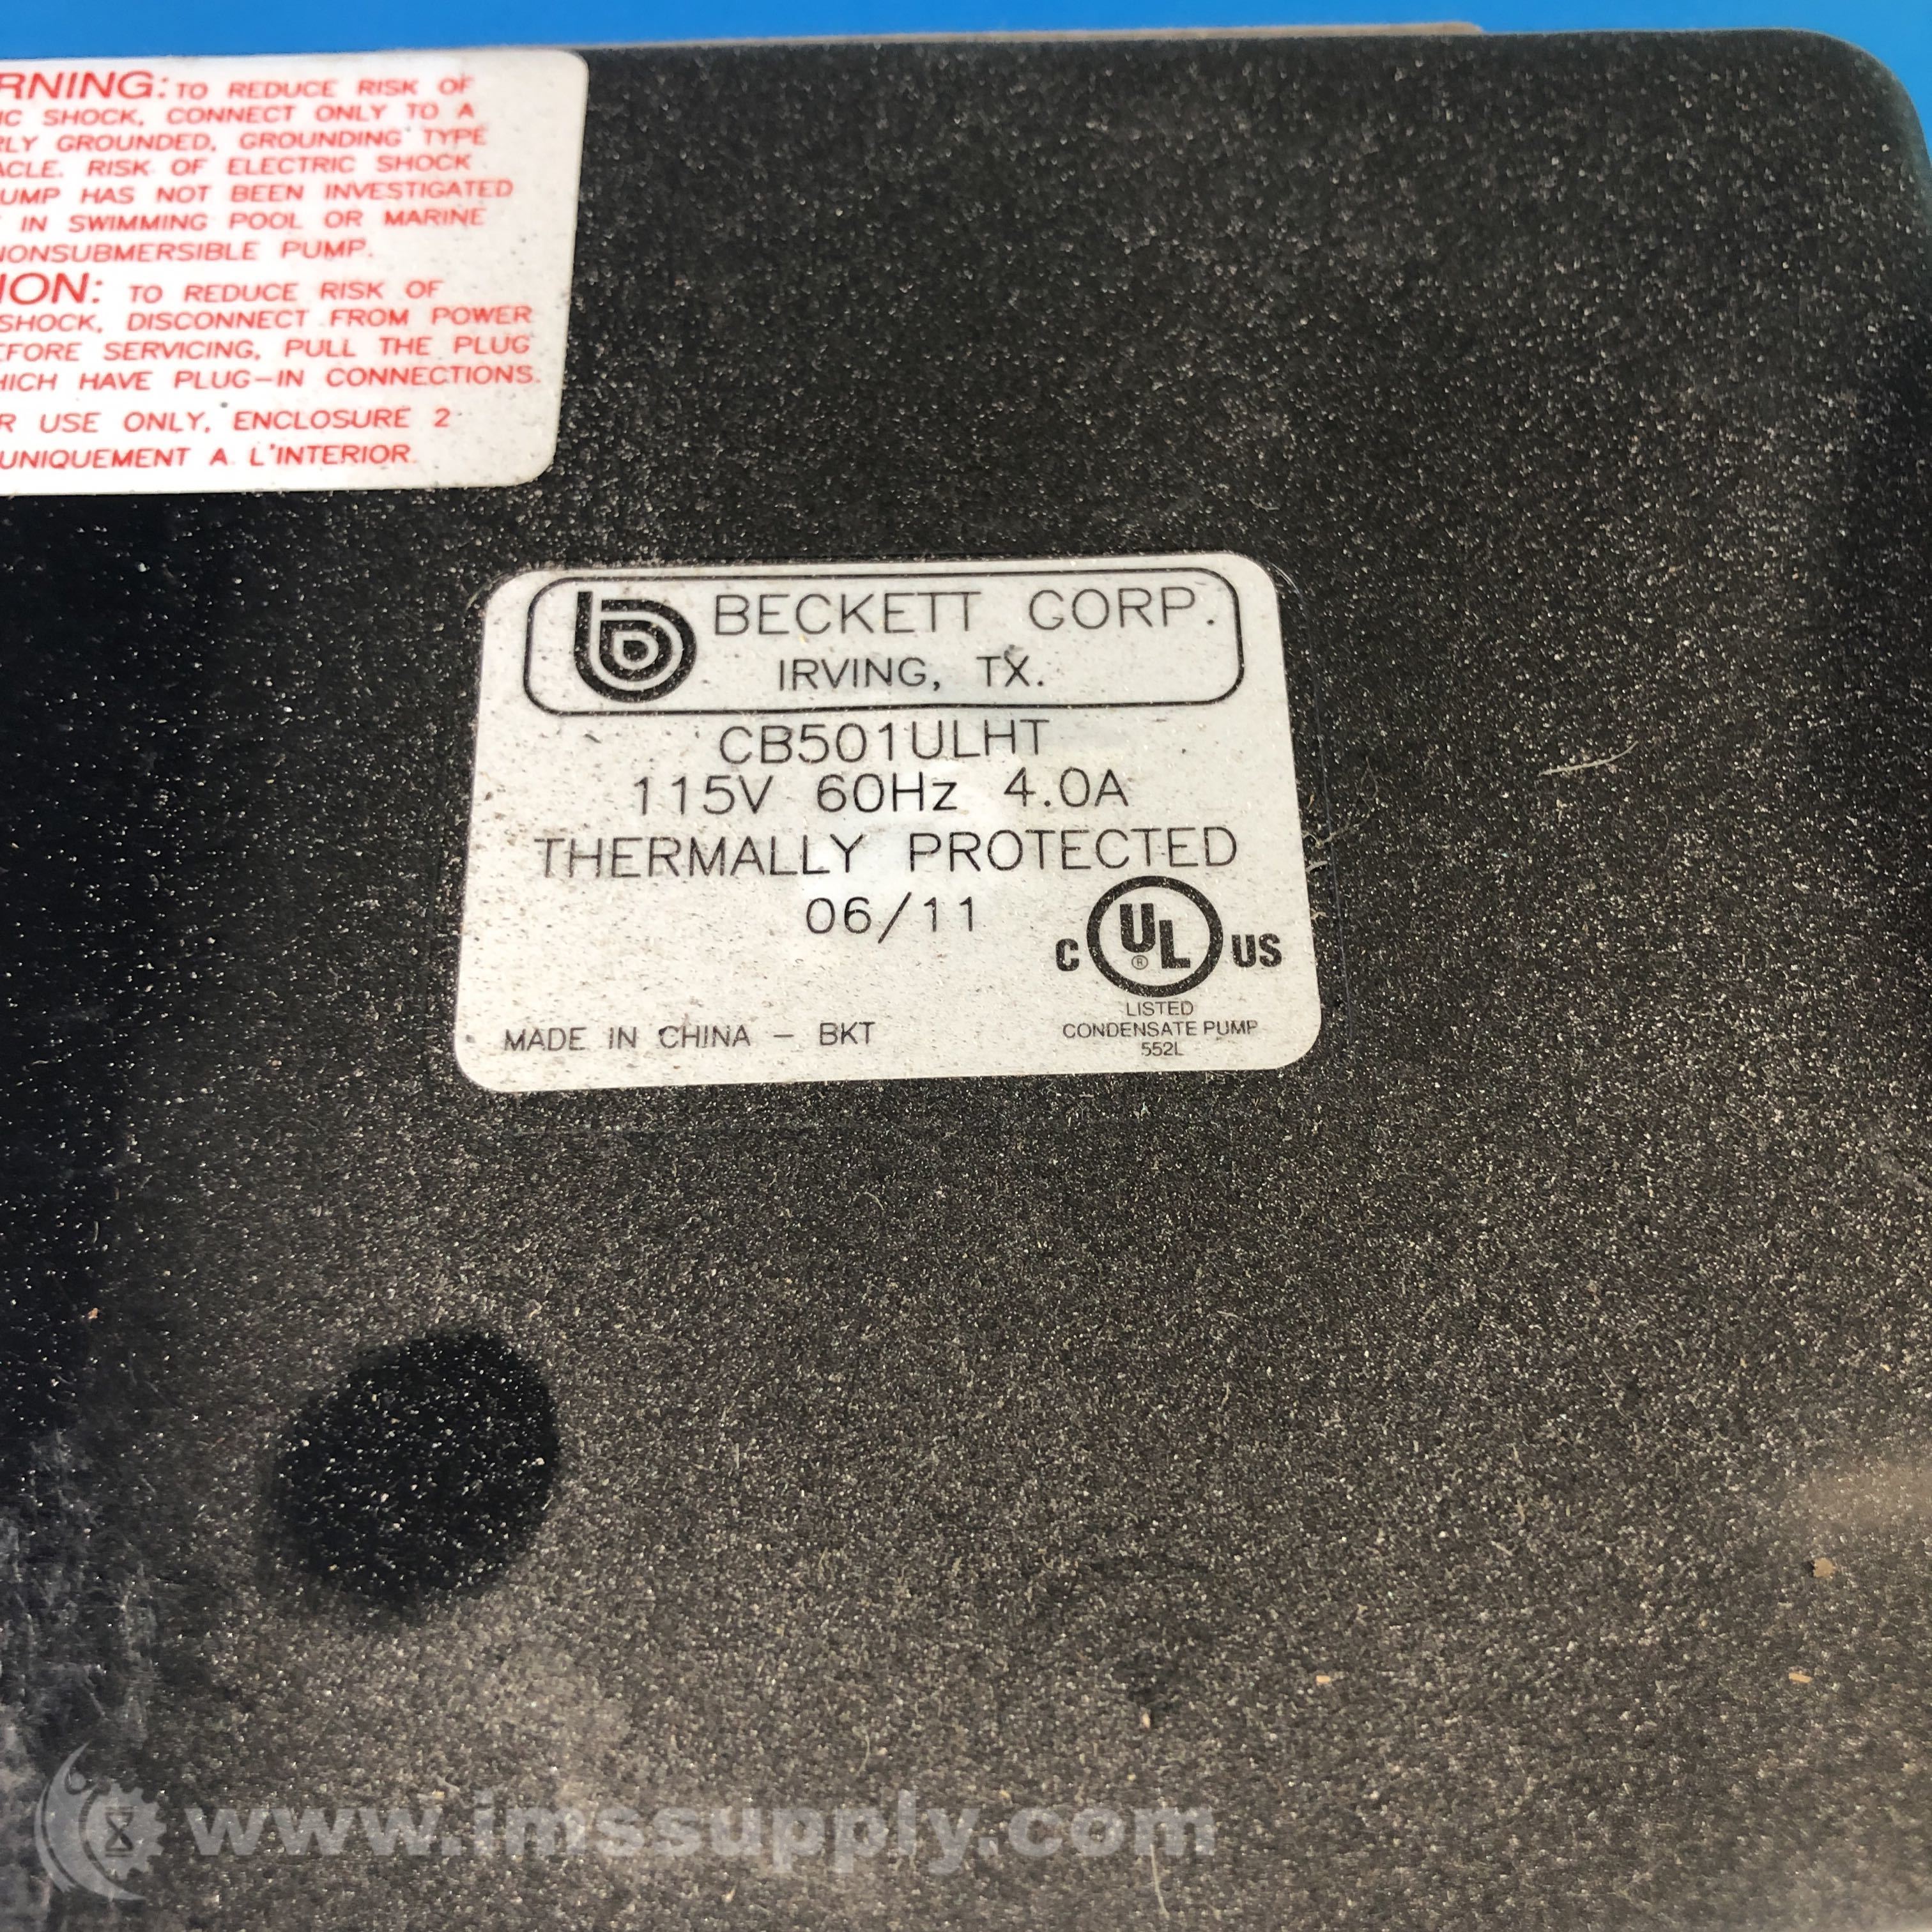 RNING: TO REDUCE RISK OF
IC SHOCK, CONNECT ONLY TO A
RLY GROUNDED, GROUNDING TYPE
ACLE. RISK OF ELECTRIC SHOCK
UMP HAS NOT BEEN INVESTIGATED
IN SWIMMING POOL OR MARINE
NONSUBMERSIBLE PUMP.
ION: TO REDUCE RISK OF
SHOCK, DISCONNECT FROM POWER
EFORE SERVICING, PULL THE PLUG
HICH HAVE PLUG-IN CONNECTIONS.
R USE ONLY, ENCLOSURE 2
UNIQUEMENT A L'INTERIOR.
BECKETT CORP.
IRVING, TX.
CB501ULHT
115V 60Hz 4.0A
THERMALLY PROTECTED
06/11
C UL® US
LISTED
CONDENSATE PUMP
552L
MADE IN CHINA - BKT
www.imssupply.com